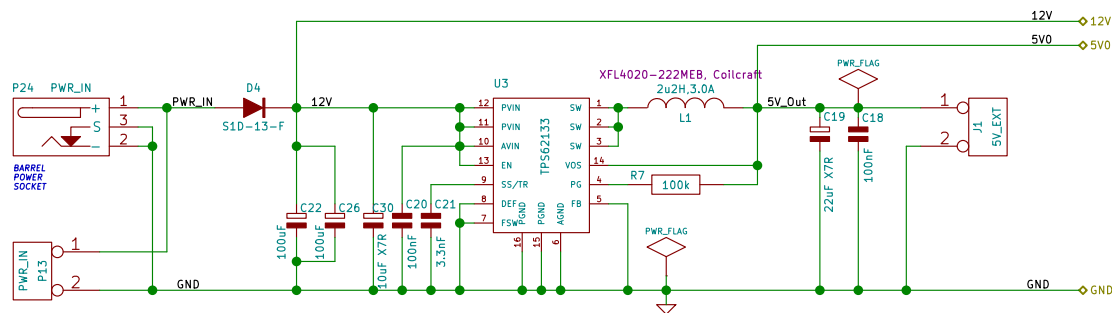 12V
12V
5V0
5V0
XFL4020-222MEB, Coilcraft
PWR_FLAG
2u2H,3.0A
P24
PWR_IN
D4
U3
L1
1
+
PWR_IN
12V
12
PVIN
SW
1
5V_Out
1
3
S
S1D-13-F
11
PVIN
SW
2
C19
C18
2
-
10
AVIN
SW
3
2
J1
5V_EXT
13
EN
TPS62133
VOS
14
BARREL
POWER
SOCKET
9
SS/TR
PG
4
R7
100k
22uF X7R
100nF
8
DEF
FB
5
C22
C26
C30
C20
C21
7
FSW
PGND
PGND
AGND
16
15
6
PWR_FLAG
100uF
100uF
10uF X7R
100nF
3.3nF
PWR_IN
P13
1
2
GND
GND
GND